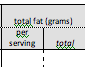 total fat (grams)
per
serving total